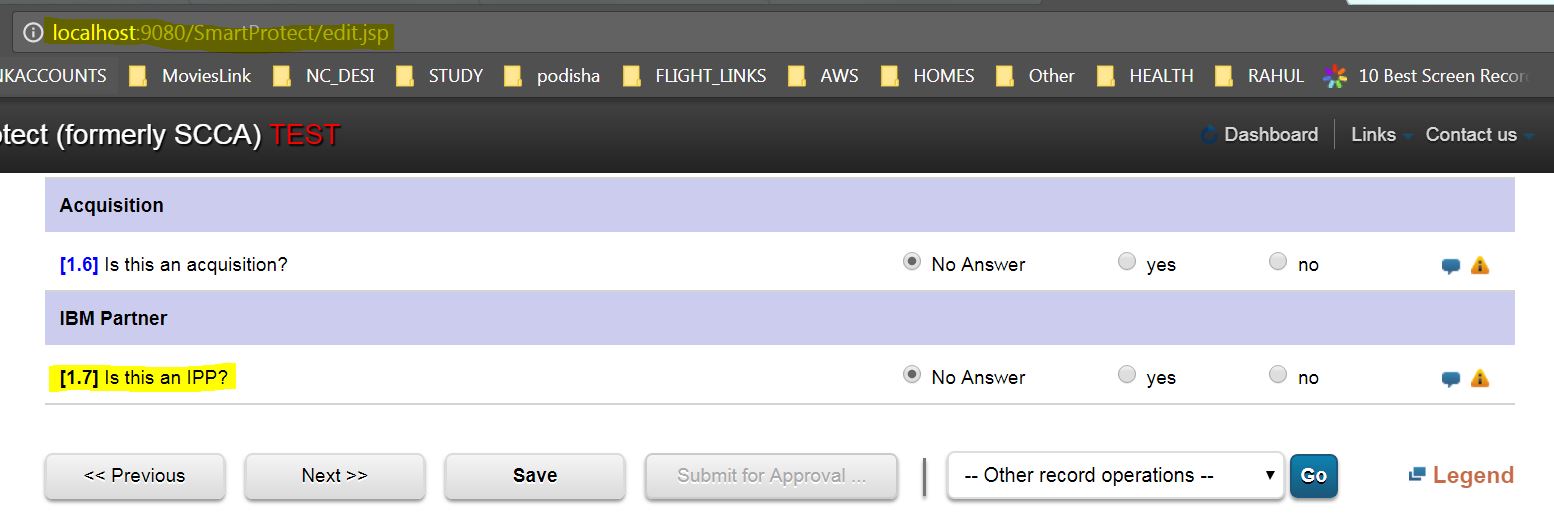 localhost:9080/SmartProtect/edit.jsp
NKACCOUNTS MoviesLink NC_DESI STUDY podisha FLIGHT_LINKS AWS HOMES Other HEALTH RAHUL 10 Best Screen Recor
otect (formerly SCCA) TEST Dashboard Links Contact us
Acquisition
[1.6] Is this an acquisition? No Answer yes no
IBM Partner
[1.7] Is this an IPP? No Answer yes no
<< Previous Next >> Save Submit for Approval ... -- Other record operations -- Go Legend